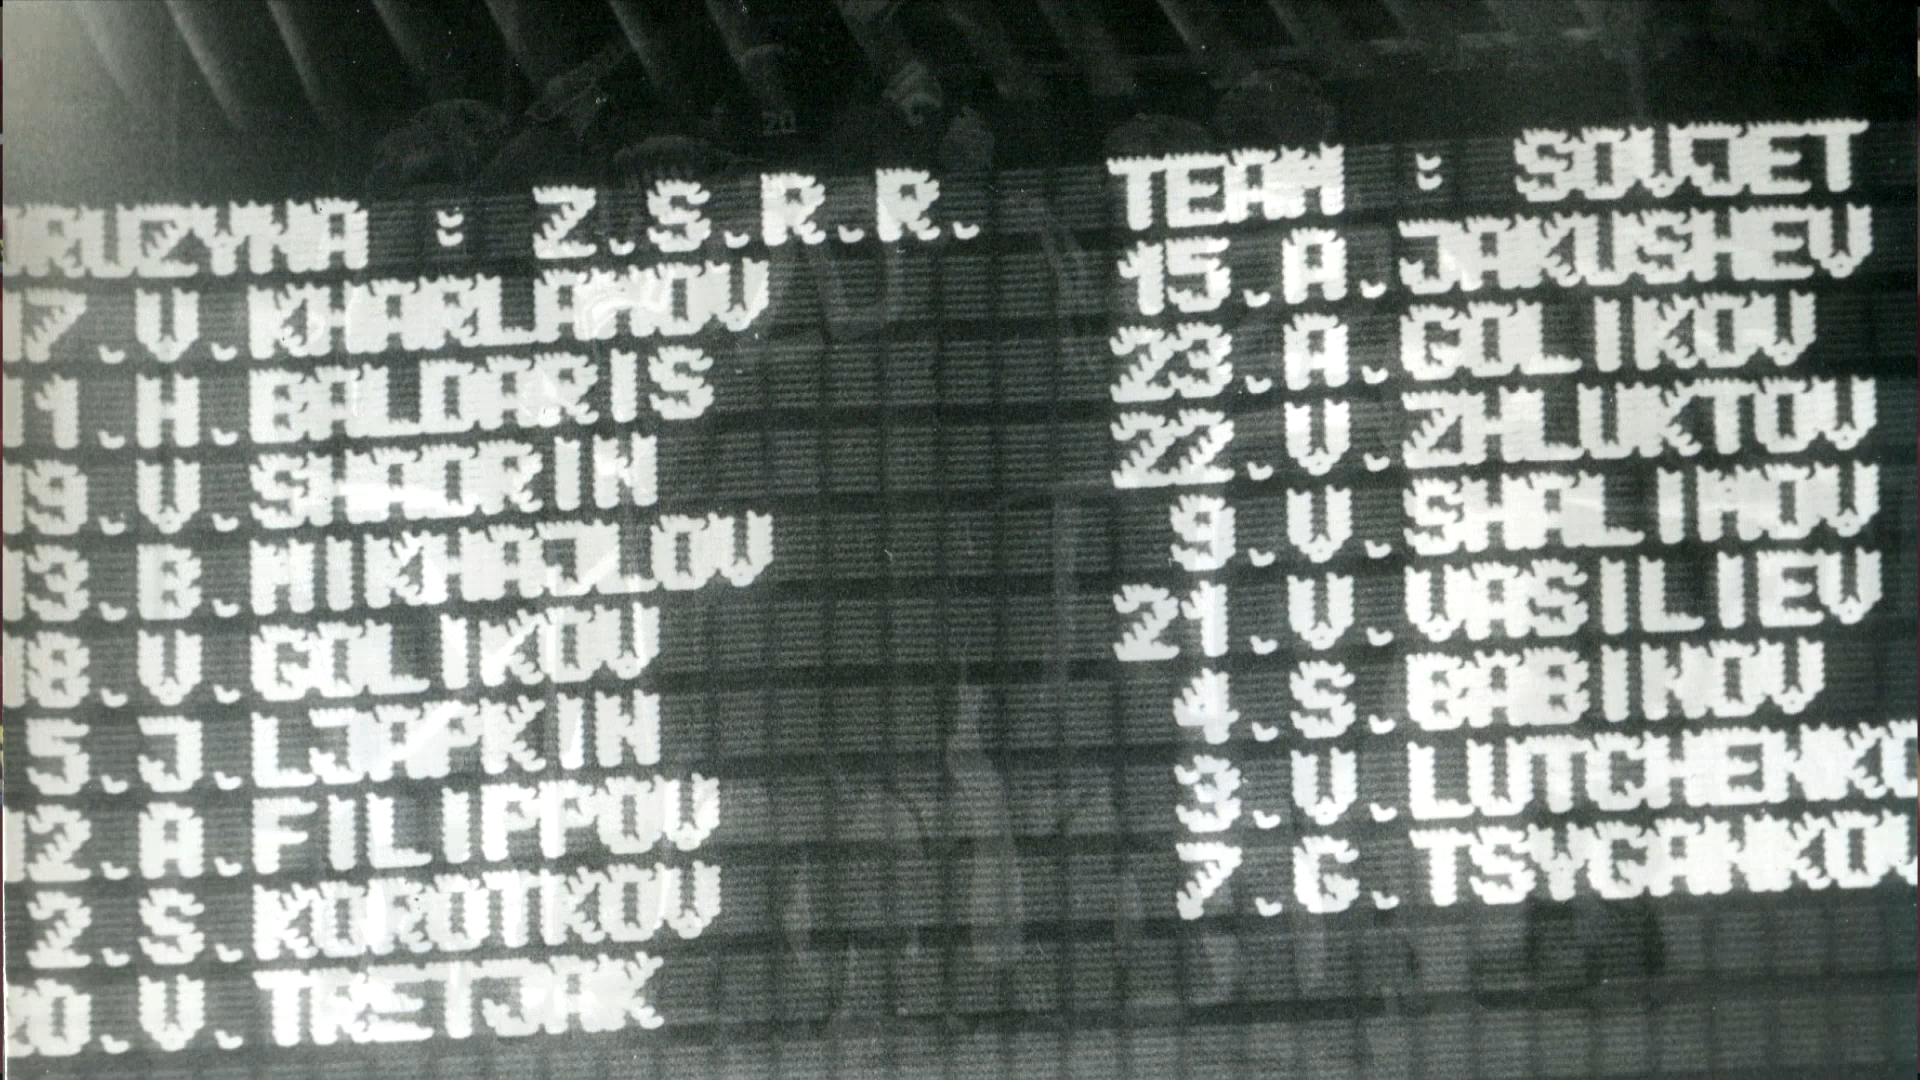 DRUZYNA : Z.S.R.R.
17.V.KHARLAMOV
11.M.BALDARIS
19.V.SHADRIN
13.B.MIKHAJLOV
18.V.GOLIKOV
5.J.LJAPKIN
12.A.FILIPPOV
2.S.KOROTKOV
20.V.TRETJAK
TEAM : SOVJET
15.A.JAKUSHEV
23.A.GOLIKOV
22.V.ZHLUKTOV
9.V.SHALIMOV
21.V.VASILIEV
4.S.BABINOV
3.V.LUTCHENKO
7.G.TSYGANKOV